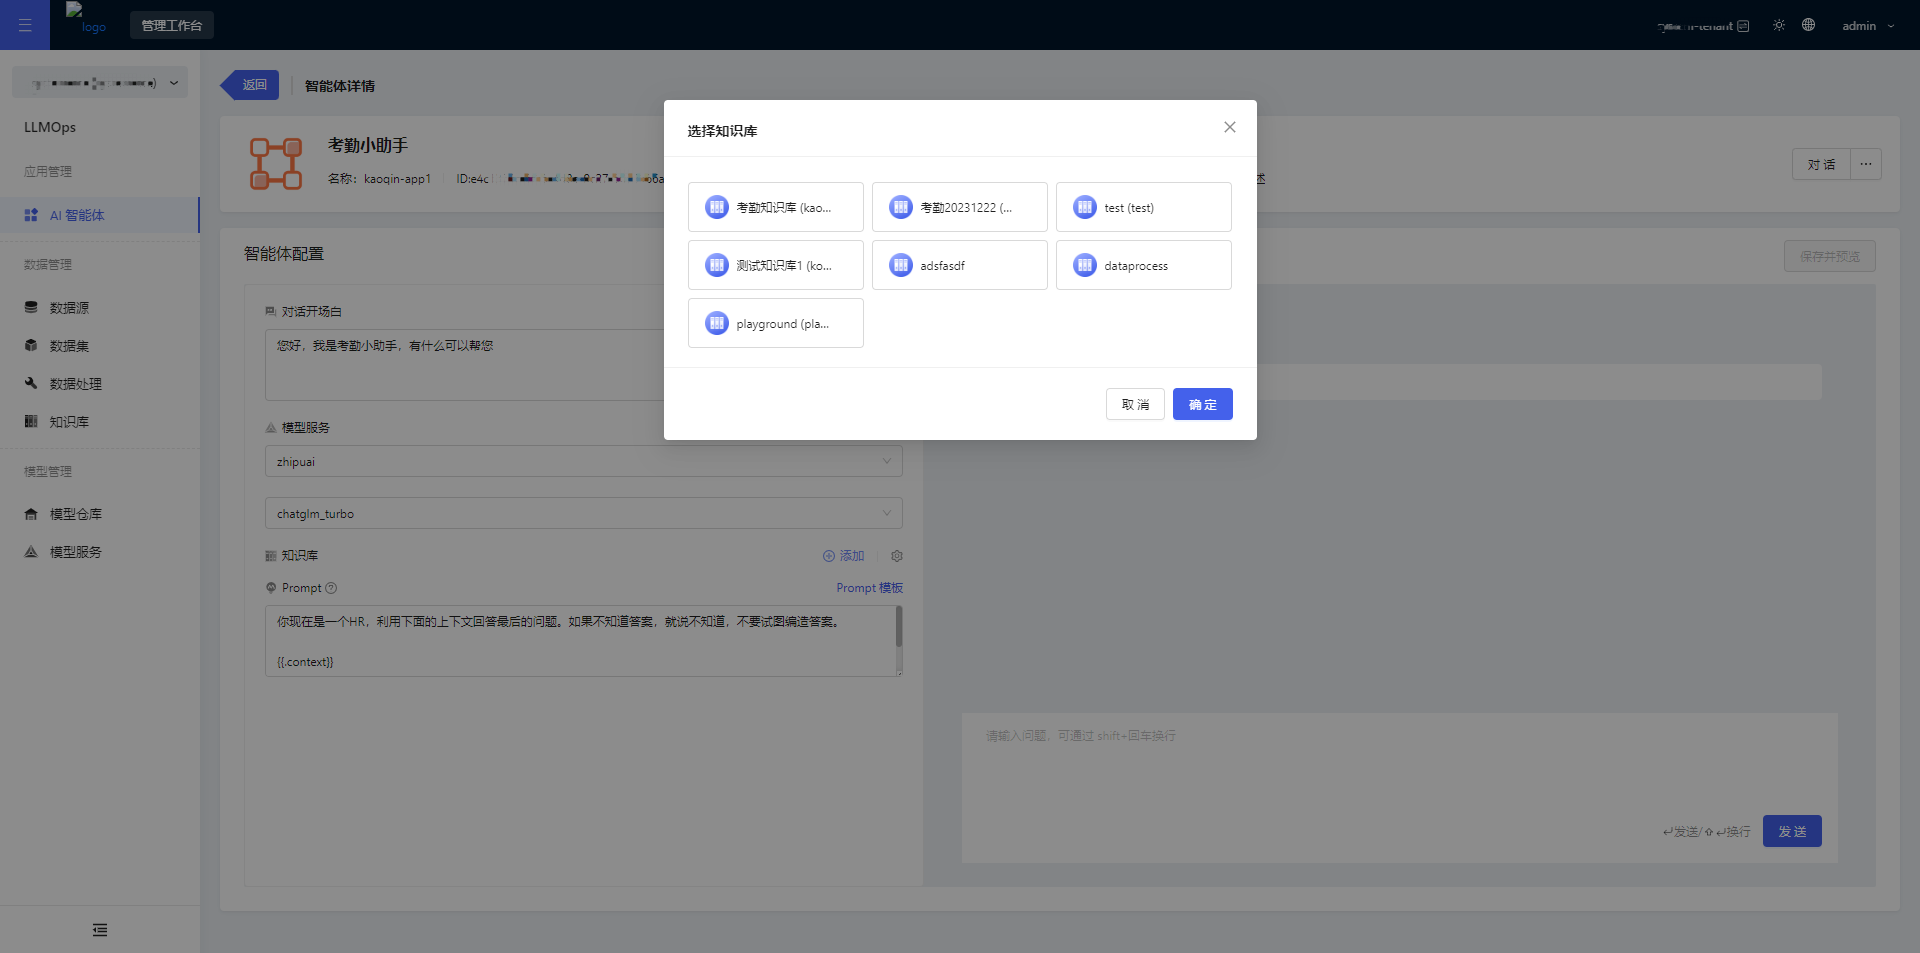 logo
管理工作台
admin
LLMOps
应用管理
AI 智能体
数据管理
数据源
数据集
数据处理
知识库
模型管理
模型仓库
模型服务
返回
智能体详情
考勤小助手
名称：kaoqin-app1
ID:e4c
述
对 话
智能体配置
保存并预览
对话开场白
您好，我是考勤小助手，有什么可以帮您
模型服务
zhipuai
chatglm_turbo
知识库
添加
Prompt
Prompt 模板
你现在是一个HR，利用下面的上下文回答最后的问题。如果不知道答案，就说不知道，不要试图编造答案。
{{.context}}
选择知识库
考勤知识库 (kao...
考勤20231222 (...
test (test)
测试知识库1 (ko...
adsfasdf
dataprocess
playground (pla...
取 消
确 定
请输入问题，可通过 shift+回车换行
↵发送/⇧↵换行
发 送